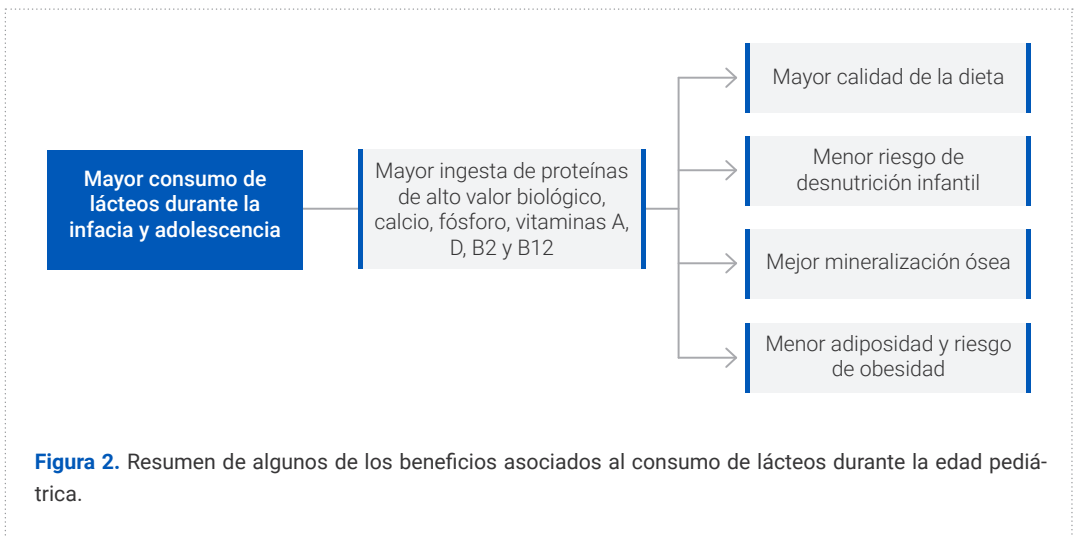 Mayor consumo de
lácteos durante la
infacia y adolescencia
Mayor ingesta de proteínas
de alto valor biológico,
calcio, fósforo, vitaminas A,
D, B2 y B12
Mayor calidad de la dieta
Menor riesgo de
desnutrición infantil
Mejor mineralización ósea
Menor adiposidad y riesgo
de obesidad
Figura 2. Resumen de algunos de los beneficios asociados al consumo de lácteos durante la edad pediá-
trica.